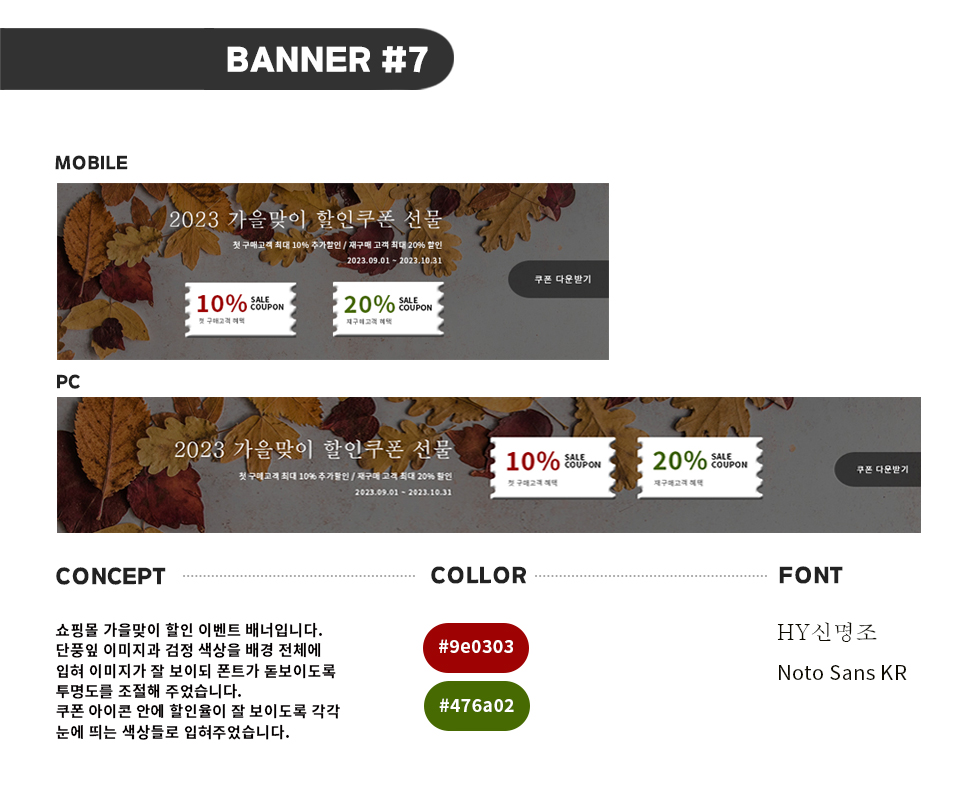 BANNER #7
MOBILE
2023 가을맞이 할인쿠폰 선물
첫 구매고객 최대 10% 추가할인 / 재구매 고객 최대 20% 할인
2023.09.01 ~ 2023.10.31
쿠폰 다운받기
10% SALE COUPON
첫 구매고객 혜택
20% SALE COUPON
재구매고객 혜택
PC
2023 가을맞이 할인쿠폰 선물
첫 구매고객 최대 10% 추가할인 / 재구매 고객 최대 20% 할인
2023.09.01 ~ 2023.10.31
10% SALE COUPON
첫 구매고객 혜택
20% SALE COUPON
재구매고객 혜택
쿠폰 다운받기
CONCEPT
쇼핑몰 가을맞이 할인 이벤트 배너입니다.
단풍잎 이미지과 검정 색상을 배경 전체에
입혀 이미지가 잘 보이되 폰트가 돋보이도록
투명도를 조절해 주었습니다.
쿠폰 아이콘 안에 할인율이 잘 보이도록 각각
눈에 띄는 색상들로 입혀주었습니다.
COLLOR
#9e0303
#476a02
FONT
HY신명조
Noto Sans KR